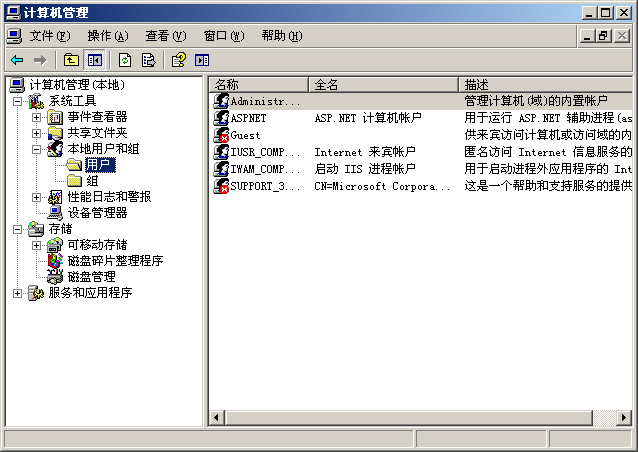 计算机管理
文件(F) 操作(A) 查看(V) 窗口(W) 帮助(H)
计算机管理(本地)
系统工具
事件查看器
共享文件夹
本地用户和组
用户
组
性能日志和警报
设备管理器
存储
可移动存储
磁盘碎片整理程序
磁盘管理
服务和应用程序
名称 全名 描述
Administr... 管理计算机(域)的内置帐户
ASPNET ASP.NET 计算机帐户 用于运行 ASP.NET 辅助进程(as
Guest 供来宾访问计算机或访问域的内
IUSR_COMP... Internet 来宾帐户 匿名访问 Internet 信息服务的
IWAM_COMP... 启动 IIS 进程帐户 用于启动进程外应用程序的 Int
SUPPORT_3... CN=Microsoft Corpora... 这是一个帮助和支持服务的提供